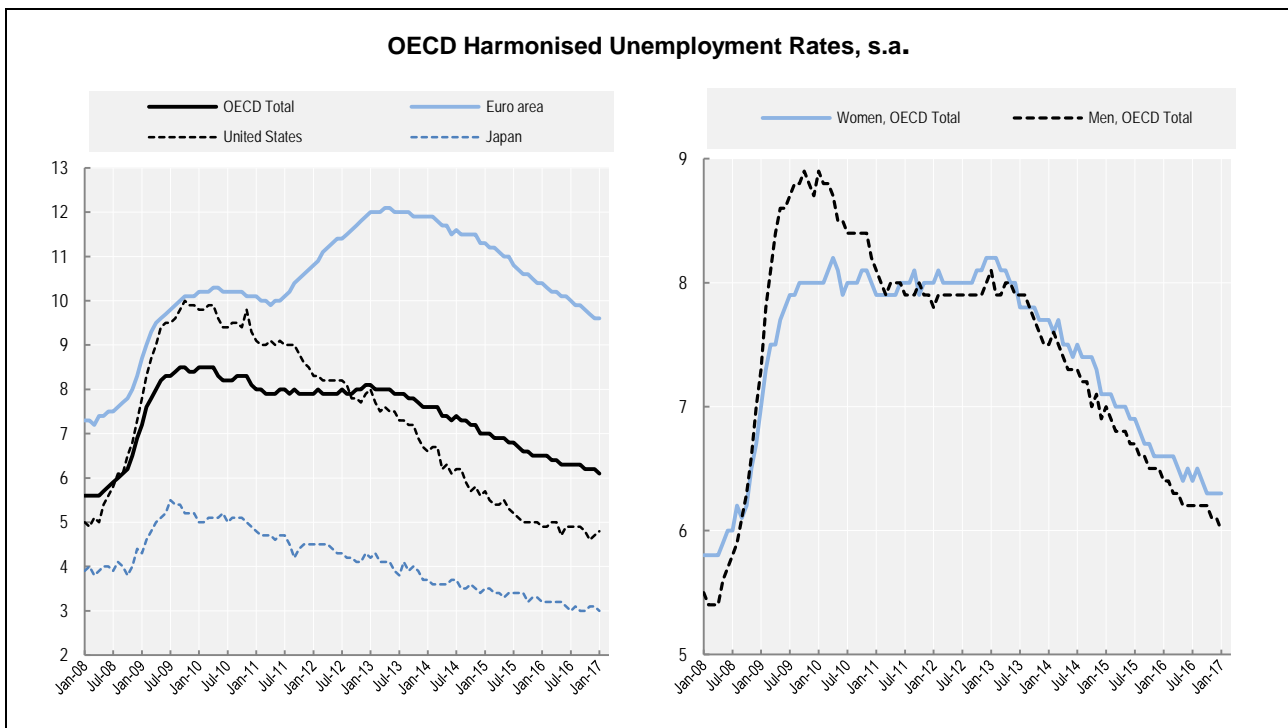 OECD Harmonised Unemployment Rates, s.a.
OECD Total
Euro area
United States
Japan
13
12
11
10
9
8
7
6
5
4
3
2
Jan-08
Jul-08
Jan-09
Jul-09
Jan-10
Jul-10
Jan-11
Jul-11
Jan-12
Jul-12
Jan-13
Jul-13
Jan-14
Jul-14
Jan-15
Jul-15
Jan-16
Jul-16
Jan-17
Women, OECD Total
Men, OECD Total
9
8
7
6
5
Jan-08
Jul-08
Jan-09
Jul-09
Jan-10
Jul-10
Jan-11
Jul-11
Jan-12
Jul-12
Jan-13
Jul-13
Jan-14
Jul-14
Jan-15
Jul-15
Jan-16
Jul-16
Jan-17